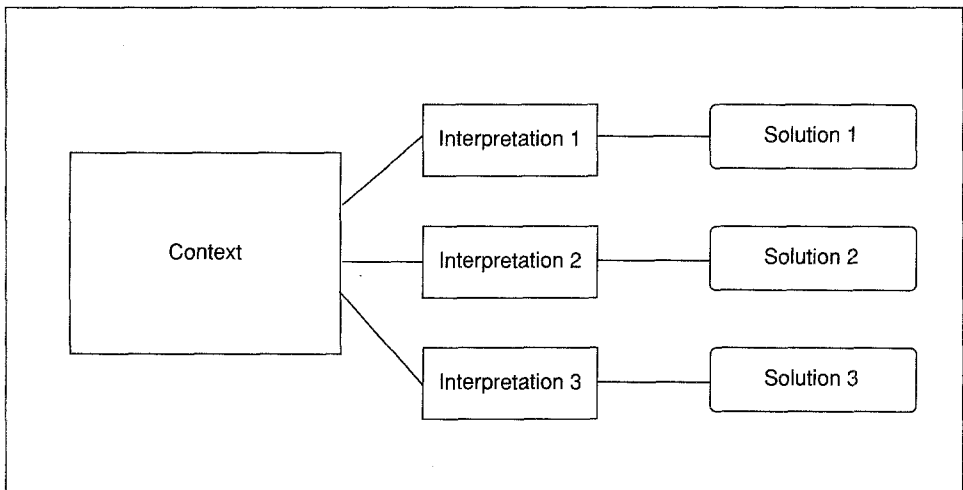 Context
Interpretation 1
Solution 1
Interpretation 2
Solution 2
Interpretation 3
Solution 3